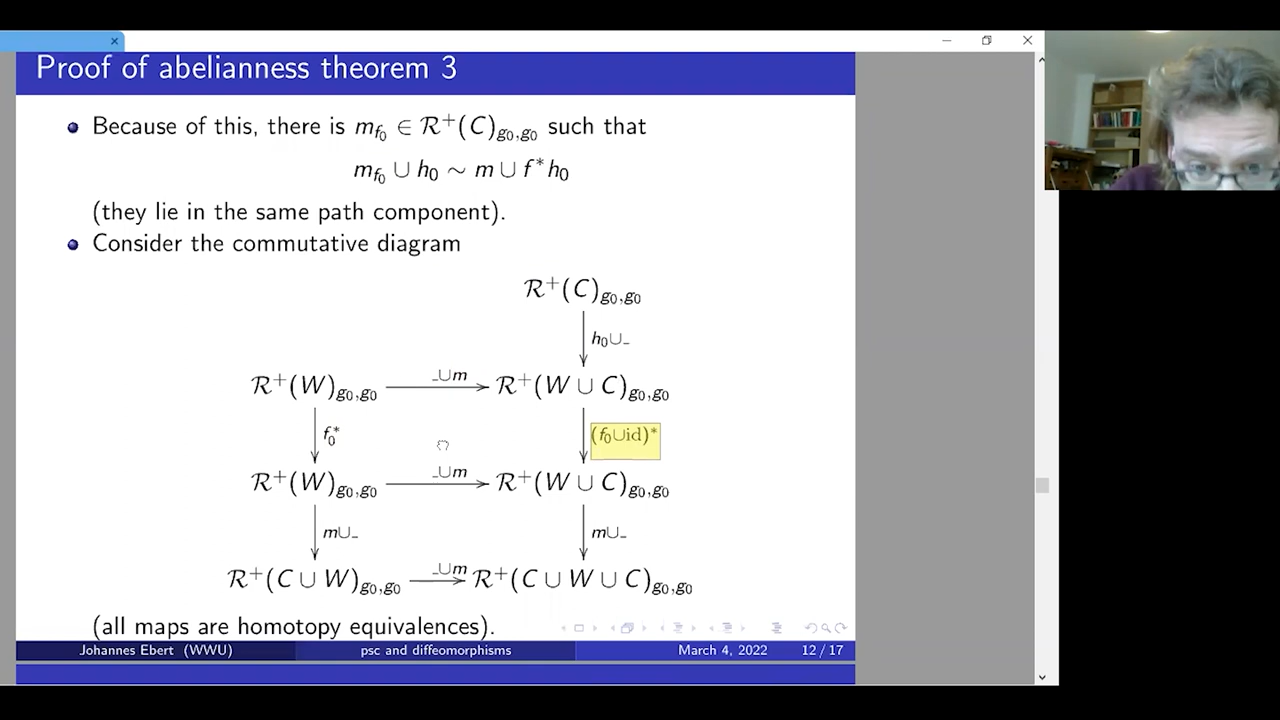 Proof of abelianness theorem 3
Because of this, there is m_{f_0} ∈ ℛ⁺(C)_{g_0,g_0} such that
m_{f_0} ∪ h_0 ∼ m ∪ f*h_0
(they lie in the same path component).
Consider the commutative diagram
ℛ⁺(C)_{g_0,g_0}
h_0∪_
ℛ⁺(W)_{g_0,g_0} _∪m ℛ⁺(W ∪ C)_{g_0,g_0}
f_0^* (f_0∪id)*
ℛ⁺(W)_{g_0,g_0} _∪m ℛ⁺(W ∪ C)_{g_0,g_0}
m∪_ m∪_
ℛ⁺(C ∪ W)_{g_0,g_0} _∪m ℛ⁺(C ∪ W ∪ C)_{g_0,g_0}
(all maps are homotopy equivalences).
Johannes Ebert (WWU) psc and diffeomorphisms March 4, 2022 12 / 17